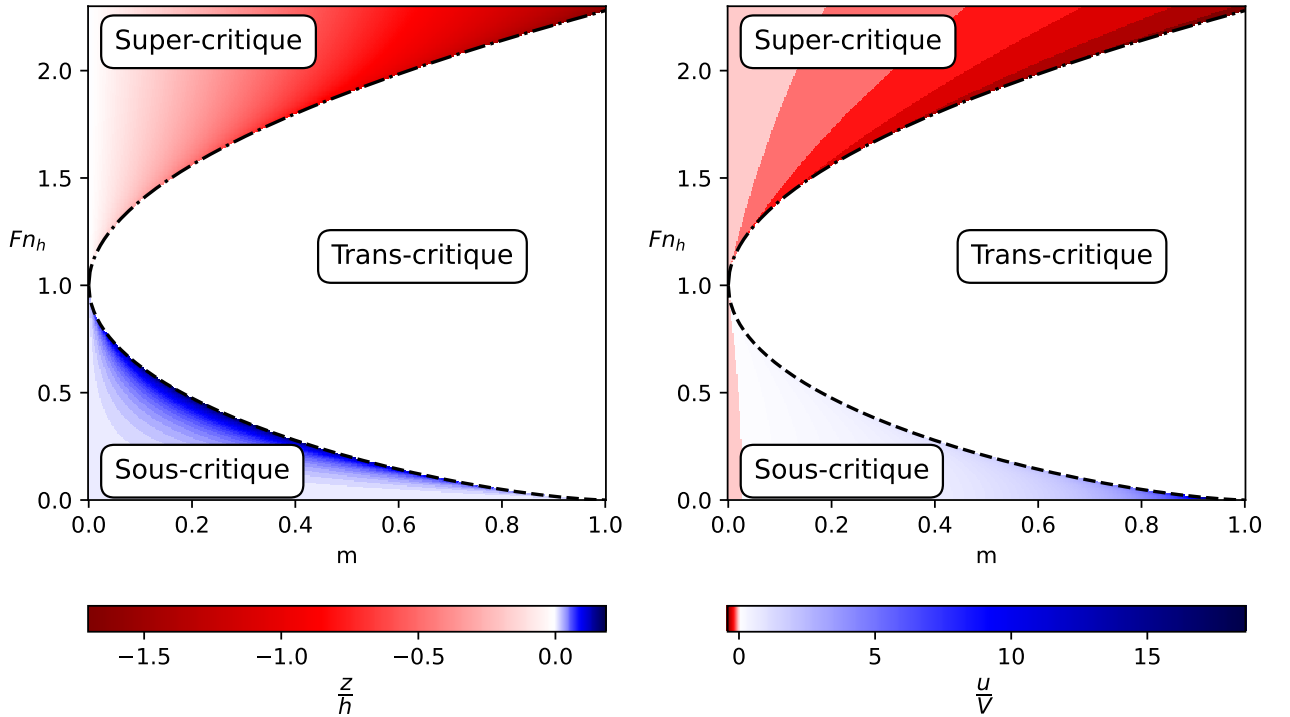 Super-critique
Trans-critique
Sous-critique
Fn_h
2.0
1.5
1.0
0.5
0.0
0.0 0.2 0.4 0.6 0.8 1.0
m
−1.5 −1.0 −0.5 0.0
z
h
Super-critique
Trans-critique
Sous-critique
Fn_h
2.0
1.5
1.0
0.5
0.0
0.0 0.2 0.4 0.6 0.8 1.0
m
0 5 10 15
u
V